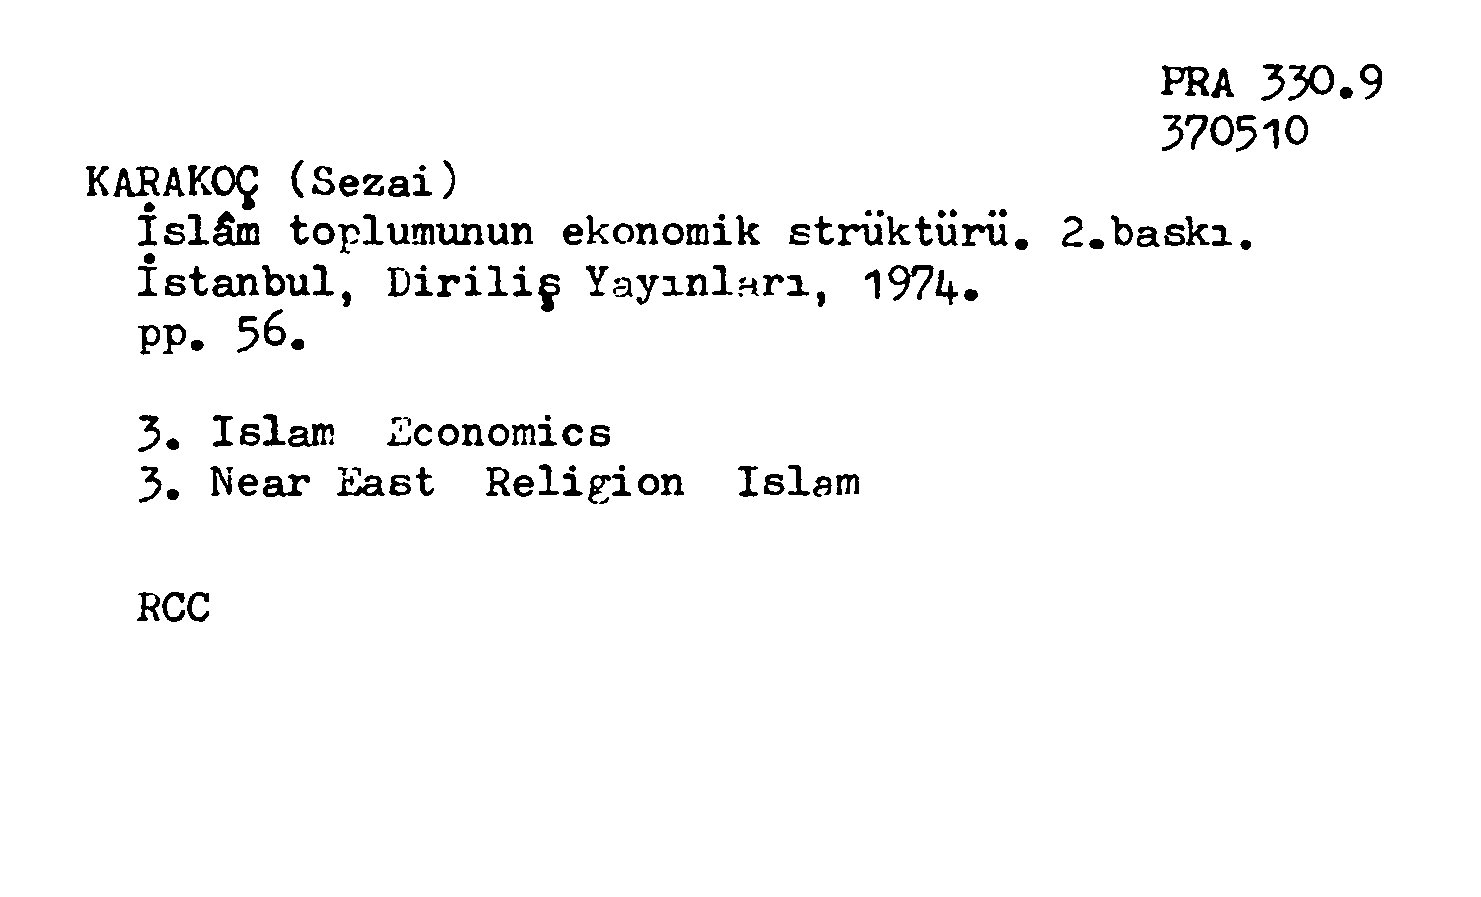 PRA 330.9
370510
KARAKOÇ (Sezai)
İslâm toplumunun ekonomik strüktürü. 2.baskı.
İstanbul, Diriliş Yayınları, 1974.
pp. 56.
3. Islam Economics
3. Near East Religion Islam
RCC